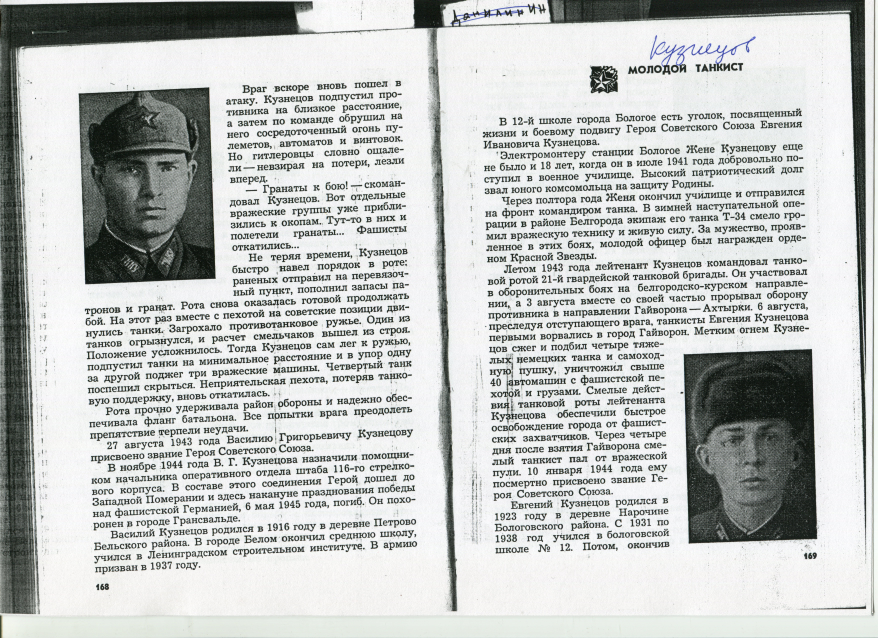 Данилкин
Враг вскоре вновь пошел в
атаку. Кузнецов подпустил про-
тивника на близкое расстояние,
а затем по команде обрушил на
него сосредоточенный огонь пу-
леметов, автоматов и винтовок.
Но гитлеровцы словно ошале-
ли — невзирая на потери, лезли
вперед.
— Гранаты к бою! — скоман-
довал Кузнецов. Вот отдельные
вражеские группы уже прибли-
зились к окопам. Тут-то в них и
полетели гранаты... Фашисты
откатились...
Не теряя времени, Кузнецов
быстро навел порядок в роте:
раненых отправил на перевязоч-
ный пункт, пополнил запасы па-
тронов и гранат. Рота снова оказалась готовой продолжать
бой. На этот раз вместе с пехотой на советские позиции дви-
нулись танки. Загрохало противотанковое ружье. Один из
танков огрызнулся, и расчет смельчаков вышел из строя.
Положение усложнилось. Тогда Кузнецов сам лег к ружью,
подпустил танки на минимальное расстояние и в упор одну
за другой поджег три вражеские машины. Четвертый танк
поспешил скрыться. Неприятельская пехота, потеряв танко-
вую поддержку, вновь откатилась.
Рота прочно удерживала район обороны и надежно обес-
печивала фланг батальона. Все попытки врага преодолеть
препятствие терпели неудачи.
27 августа 1943 года Василию Григорьевичу Кузнецову
присвоено звание Героя Советского Союза.
В ноябре 1944 года В. Г. Кузнецова назначили помощни-
ком начальника оперативного отдела штаба 116-го стрелко-
вого корпуса. В составе этого соединения Герой дошел до
Западной Померании и здесь накануне празднования победы
над фашистской Германией, 6 мая 1945 года, погиб. Он похо-
ронен в городе Грансвальде.
Василий Кузнецов родился в 1916 году в деревне Петрово
Бельского района. В городе Белом окончил среднюю школу,
учился в Ленинградском строительном институте. В армию
призван в 1937 году.
168
Кузнецов
МОЛОДОЙ ТАНКИСТ
В 12-й школе города Бологое есть уголок, посвященный
жизни и боевому подвигу Героя Советского Союза Евгения
Ивановича Кузнецова.
Электромонтеру станции Бологое Жене Кузнецову еще
не было и 18 лет, когда он в июле 1941 года добровольно по-
ступил в военное училище. Высокий патриотический долг
звал юного комсомольца на защиту Родины.
Через полтора года Женя окончил училище и отправился
на фронт командиром танка. В зимней наступательной опе-
рации в районе Белгорода экипаж его танка Т-34 смело гро-
мил вражескую технику и живую силу. За мужество, прояв-
ленное в этих боях, молодой офицер был награжден орде-
ном Красной Звезды.
Летом 1943 года лейтенант Кузнецов командовал танко-
вой ротой 21-й гвардейской танковой бригады. Он участвовал
в оборонительных боях на белгородско-курском направле-
нии, а 3 августа вместе со своей частью прорывал оборону
противника в направлении Гайворона — Ахтырки. 6 августа,
преследуя отступающего врага, танкисты Евгения Кузнецова
первыми ворвались в город Гайворон. Метким огнем Кузне-
цов сжег и подбил четыре тяже-
лых немецких танка и самоход-
ную пушку, уничтожил свыше
40 автомашин с фашистской пе-
хотой и грузами. Смелые дейст-
вия танковой роты лейтенанта
Кузнецова обеспечили быстрое
освобождение города от фашист-
ских захватчиков. Через четыре
дня после взятия Гайворона сме-
лый танкист пал от вражеской
пули. 10 января 1944 года ему
посмертно присвоено звание Ге-
роя Советского Союза.
Евгений Кузнецов родился в
1923 году в деревне Нарочине
Бологовского района. С 1931 по
1938 год учился в бологовской
школе № 12. Потом, окончив
169